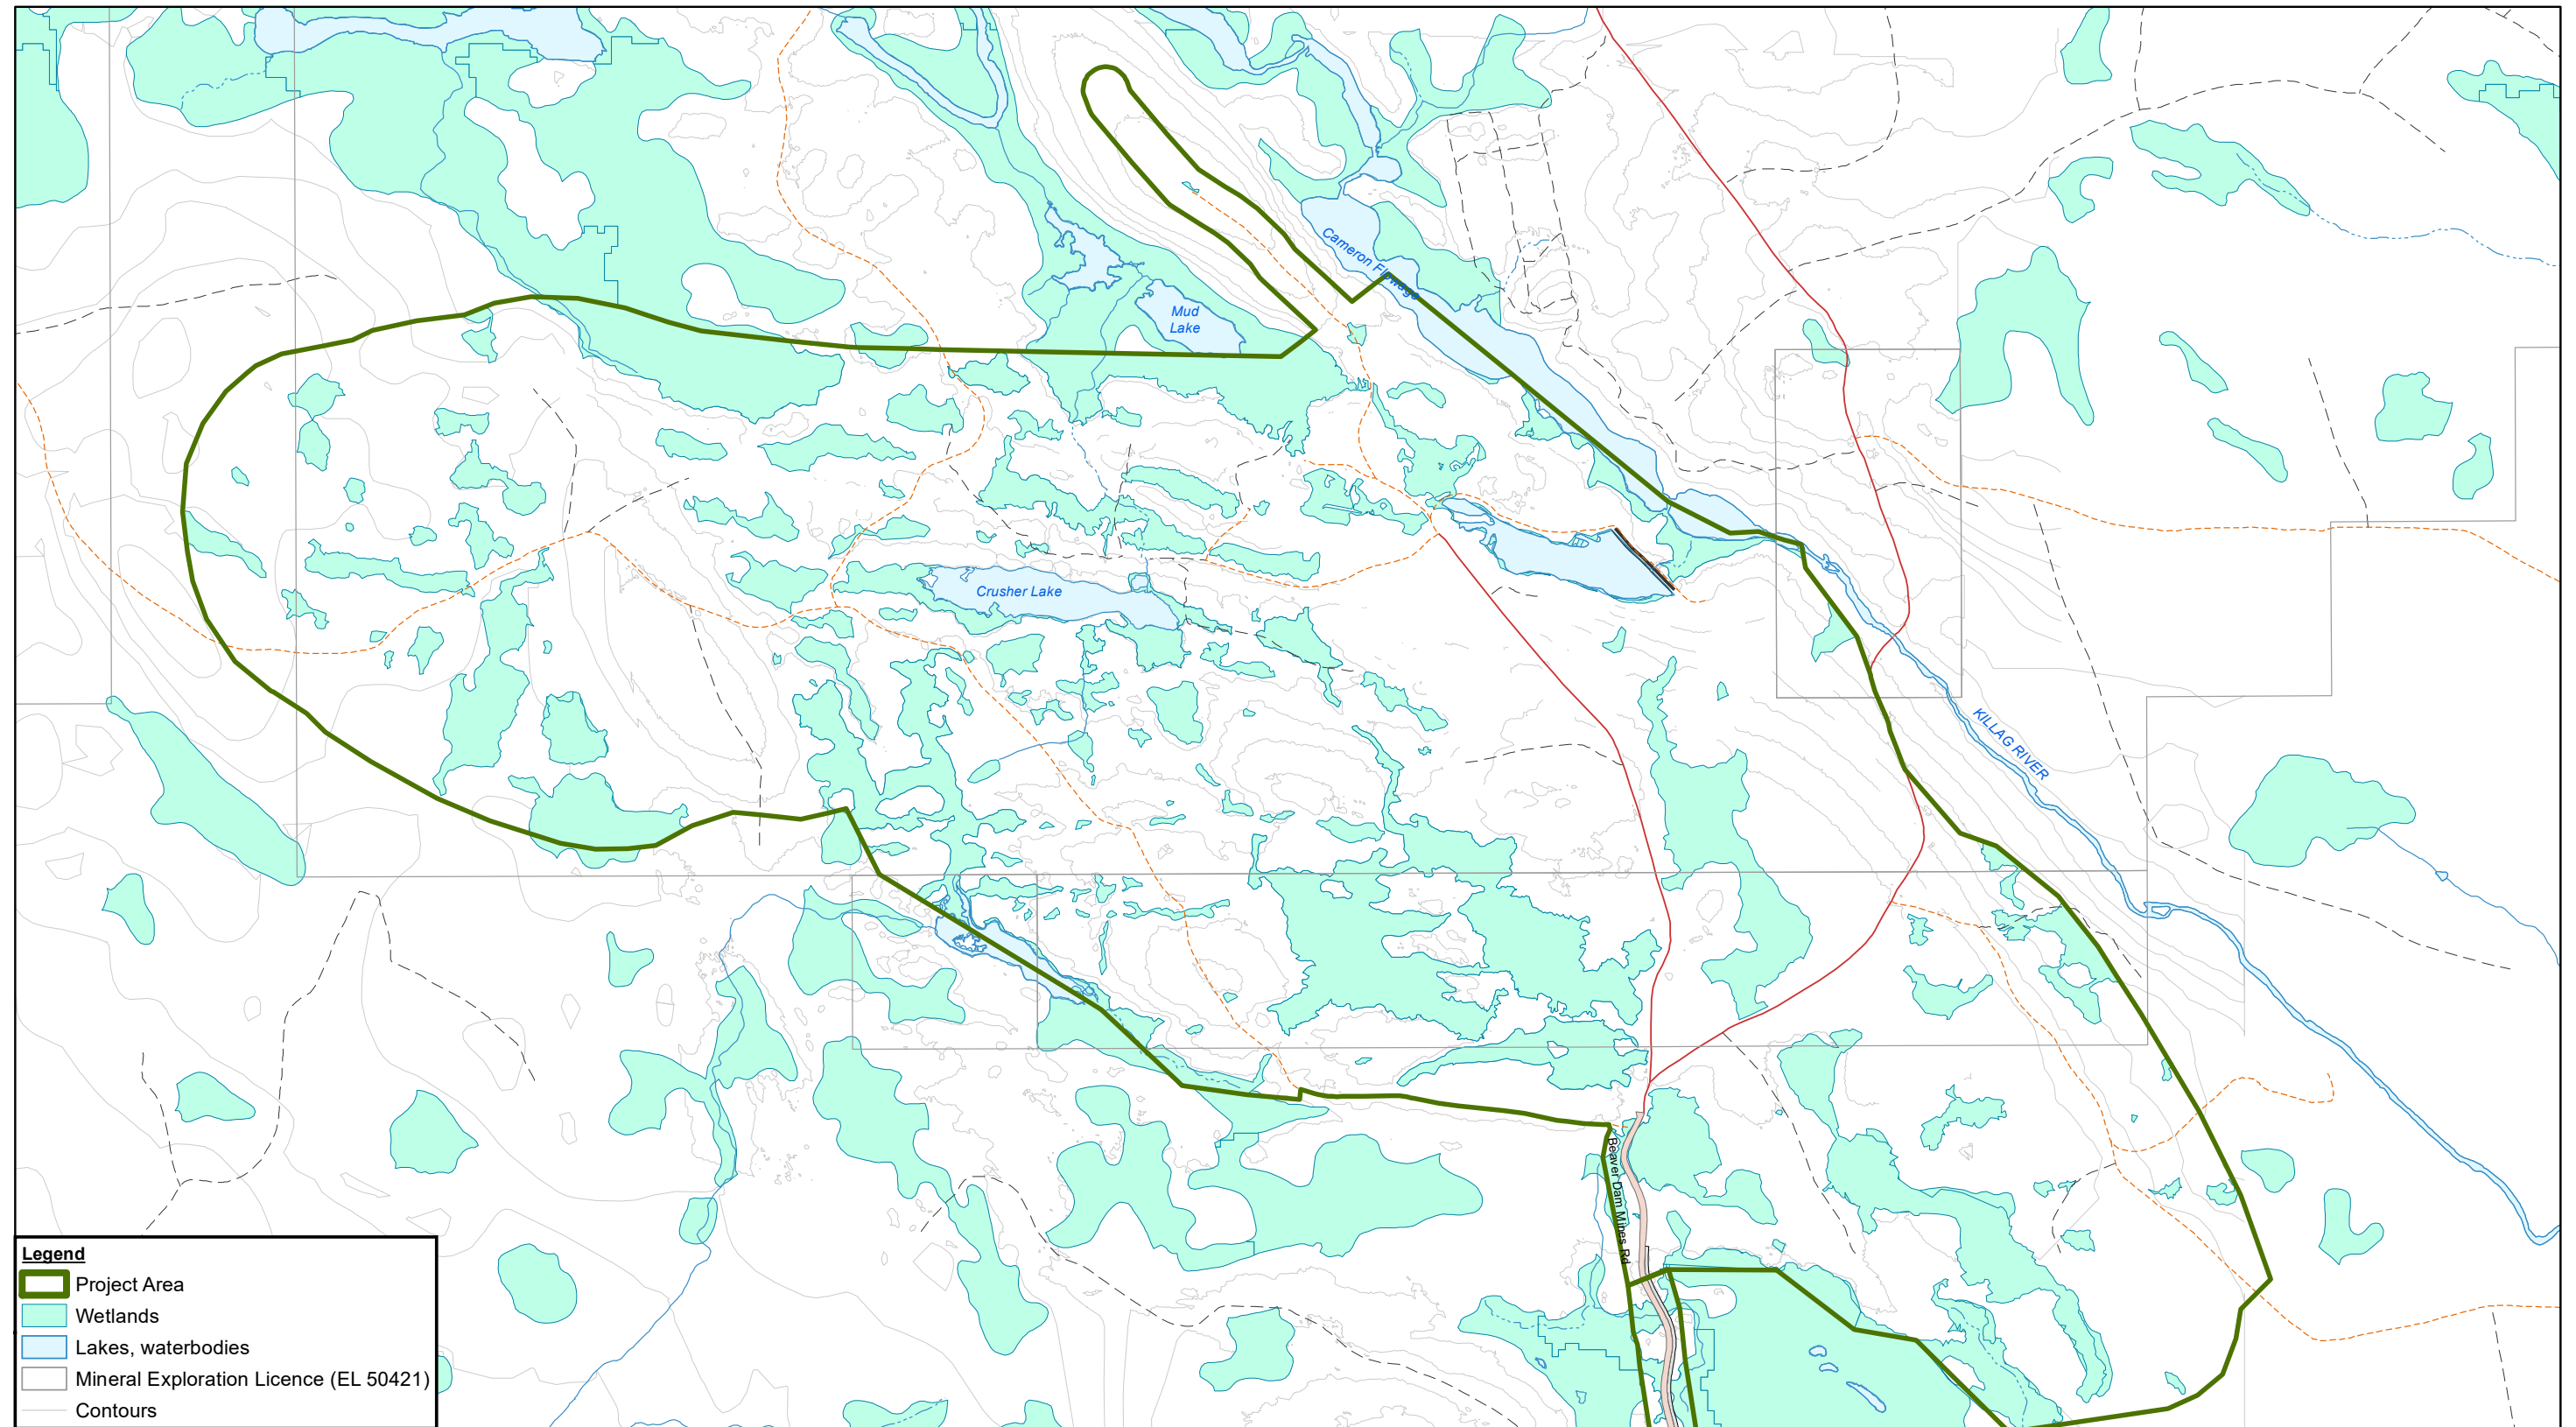 Cameron Flowage
Mud
Lake
Crusher Lake
KILLAG RIVER
Beaver Dam Mines Rd
Legend
Project Area
Wetlands
Lakes, waterbodies
Mineral Exploration Licence (EL 50421)
Contours